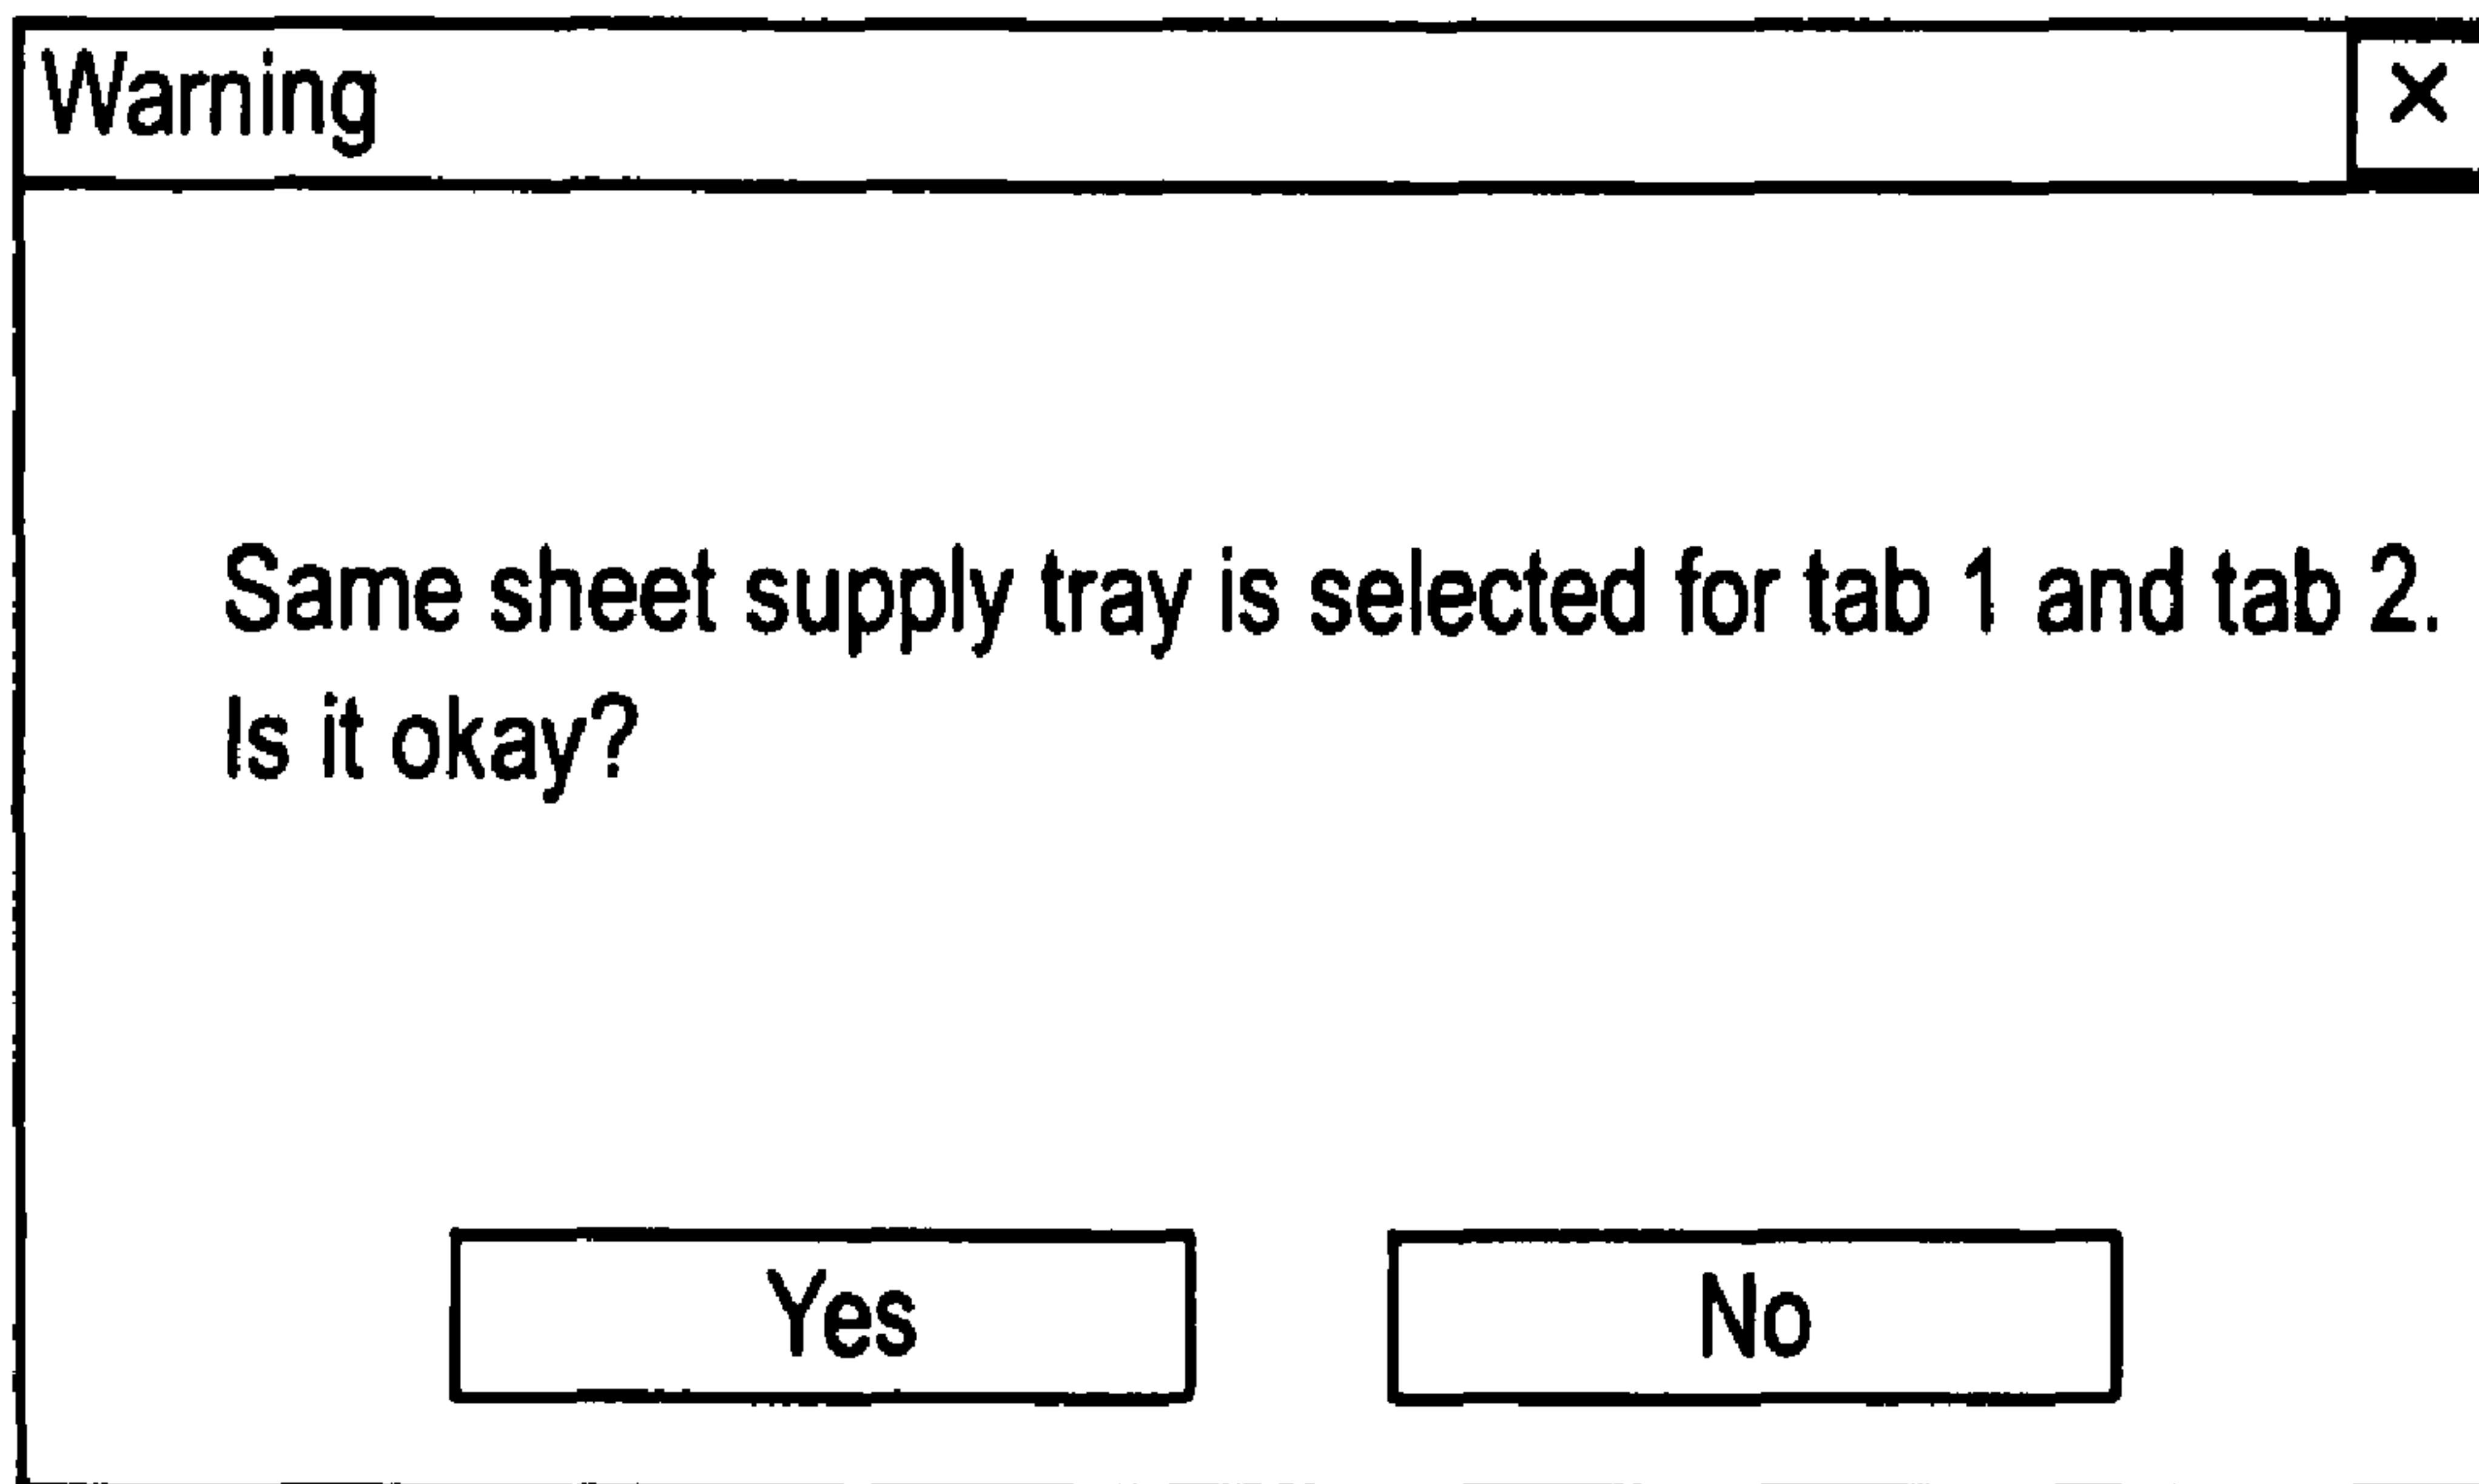 Warning ×
Same sheet supply tray is selected for tab 1 and tab 2.
Is it okay?
Yes No